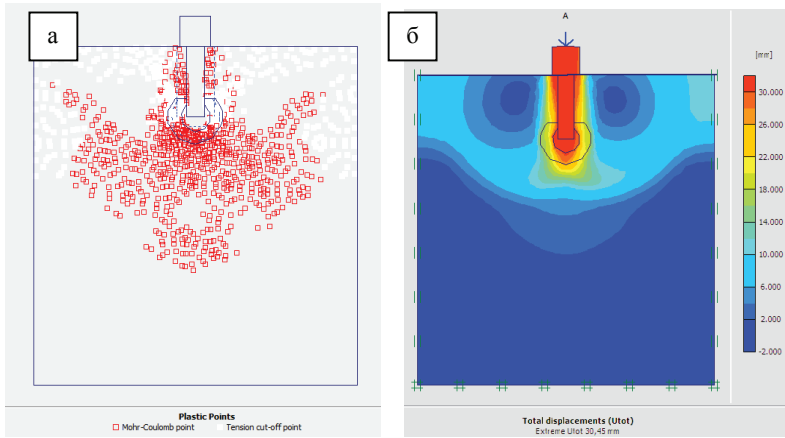 а
Plastic Points
Mohr-Coulomb point Tension cut-off point
б
A
[mm]
30.000
26.000
22.000
18.000
14.000
10.000
6.000
2.000
-2.000
Total displacements (Utot)
Extreme Utot 30,45 mm